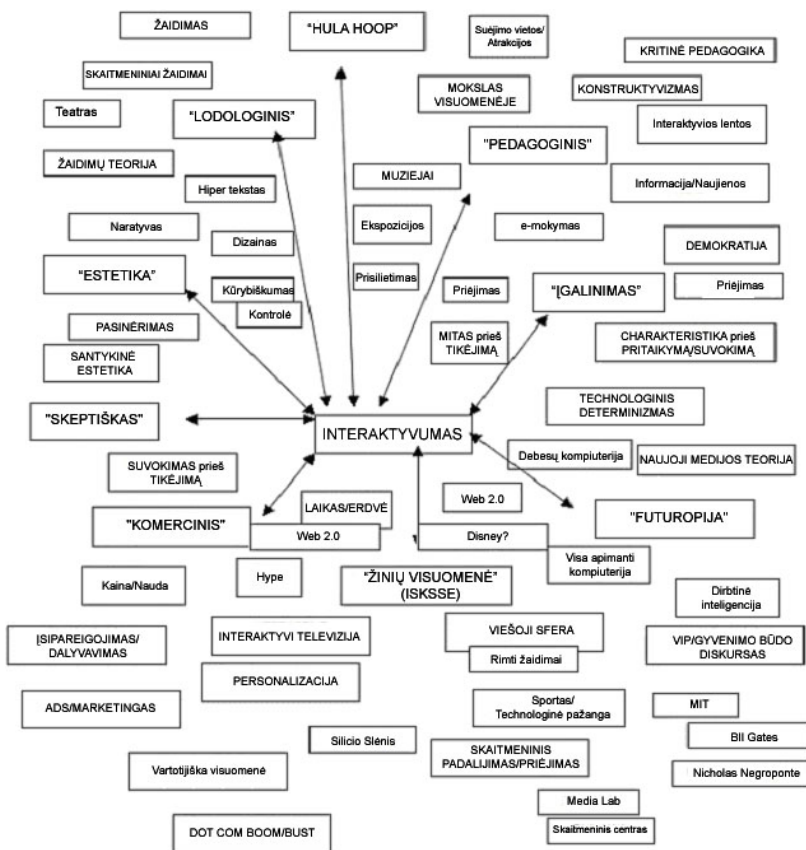 ŽAIDIMAS
"HULA HOOP"
Suėjimo vietos/
Atrakcijos
KRITINĖ PEDAGOGIKA
SKAITMENINIAI ŽAIDIMAI
MOKSLAS
VISUOMENĖJE
KONSTRUKTYVIZMAS
Teatras
"LODOLOGINIS"
Interaktyvios lentos
"PEDAGOGINIS"
ŽAIDIMŲ TEORIJA
MUZIEJAI
Hiper tekstas
Informacija/Naujienos
Naratyvas
Ekspozicijos
e-mokymas
Dizainas
DEMOKRATIJA
"ESTETIKA"
Prisilietimas
Kūrybiškumas
Priėjimas
"ĮGALINIMAS"
Priėjimas
Kontrolė
PASINĖRIMAS
MITAS prieš
TIKĖJIMĄ
CHARAKTERISTIKA prieš
PRITAIKYMĄ/SUVOKIMĄ
SANTYKINĖ
ESTETIKA
TECHNOLOGINIS
DETERMINIZMAS
"SKEPTIŠKAS"
INTERAKTYVUMAS
Debesų kompiuterija
NAUJOJI MEDIJOS TEORIJA
SUVOKIMAS prieš
TIKĖJIMĄ
Web 2.0
LAIKAS/ERDVĖ
"KOMERCINIS"
"FUTUROPIJA"
Web 2.0
Disney?
Visa apimanti
kompiuterija
Hype
"ŽINIŲ VISUOMENĖ"
(ISKSSE)
Kaina/Nauda
Dirbtinė
inteligencija
INTERAKTYVI TELEVIZIJA
VIEŠOJI SFERA
ĮSIPAREIGOJIMAS/
DALYVAVIMAS
VIP/GYVENIMO BŪDO
DISKURSAS
Rimti žaidimai
PERSONALIZACIJA
ADS/MARKETINGAS
Sportas/
Technologinė pažanga
MIT
Silicio Slėnis
BIl Gates
SKAITMENINIS
PADALIJIMAS/PRIĖJIMAS
Vartotijiška visuomenė
Nicholas Negroponte
Media Lab
DOT COM BOOM/BUST
Skaitmeninis centras